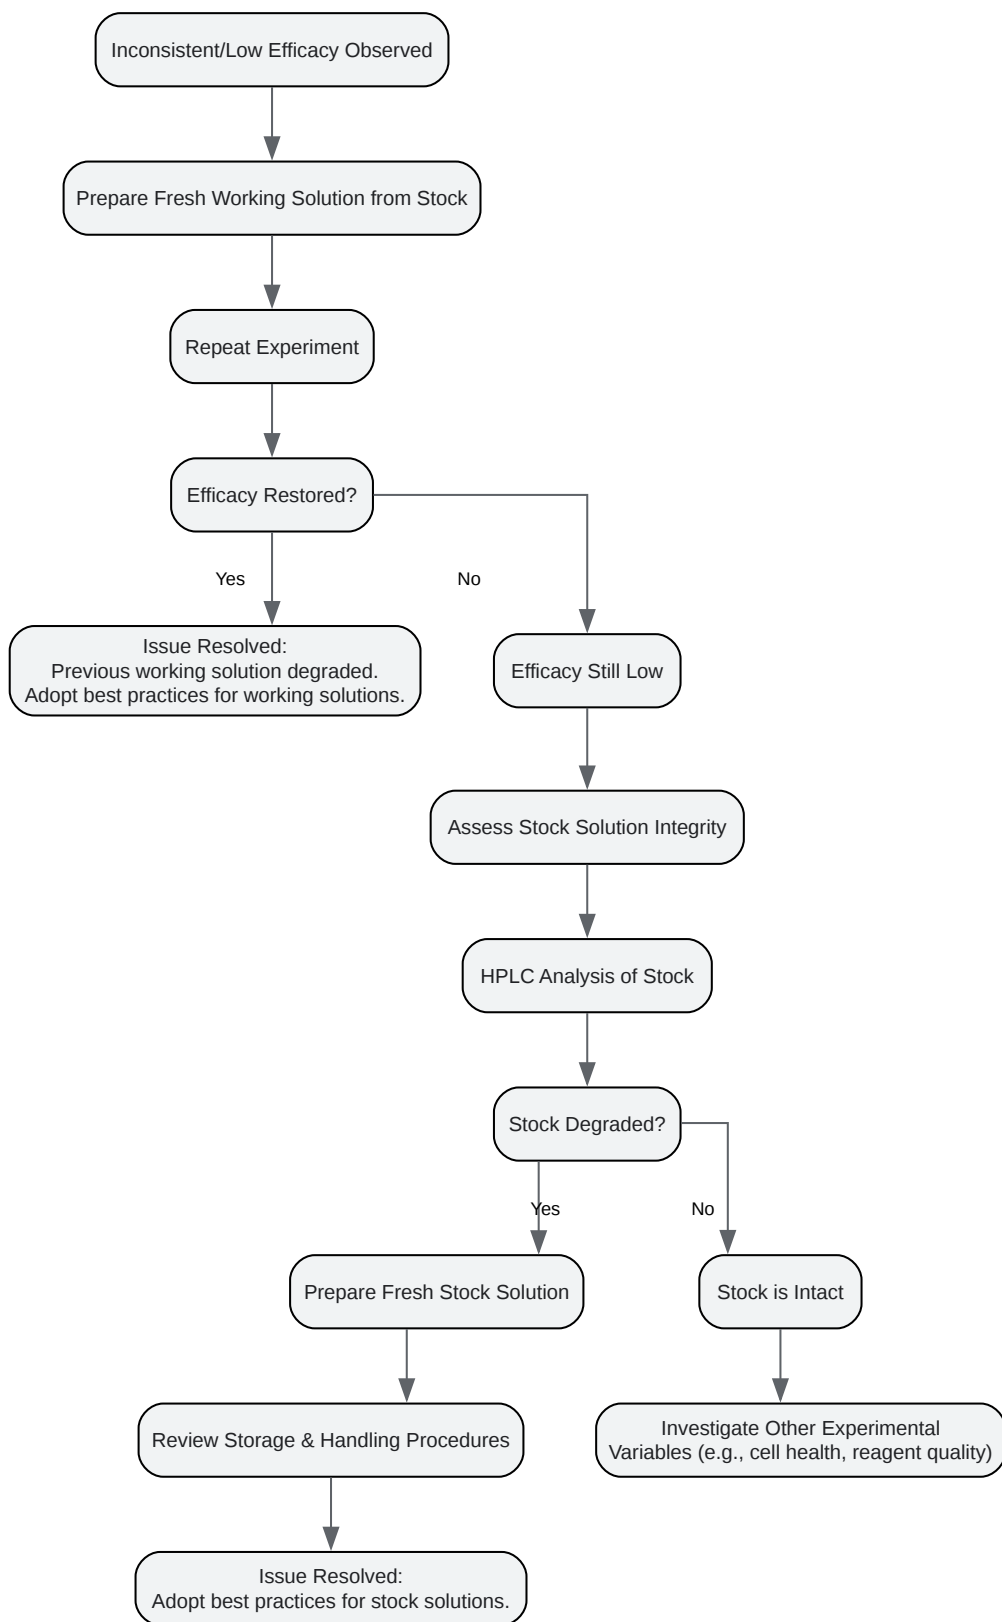 Inconsistent/Low Efficacy Observed
Prepare Fresh Working Solution from Stock
Repeat Experiment
Efficacy Restored?
Yes
No
Issue Resolved:
Previous working solution degraded.
Adopt best practices for working solutions.
Efficacy Still Low
Assess Stock Solution Integrity
HPLC Analysis of Stock
Stock Degraded?
Yes
No
Prepare Fresh Stock Solution
Stock is Intact
Review Storage & Handling Procedures
Investigate Other Experimental
Variables (e.g., cell health, reagent quality)
Issue Resolved:
Adopt best practices for stock solutions.